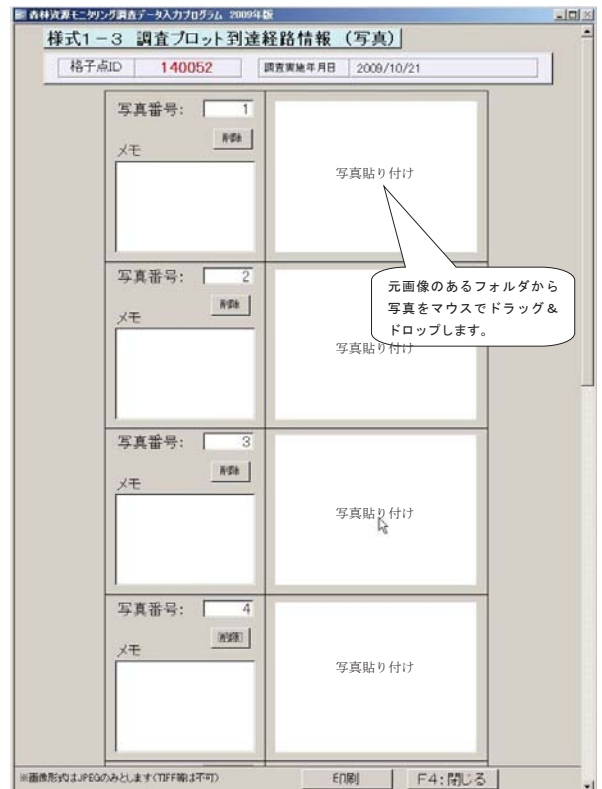 森林資源モニタリング調査データ入力プログラム 2009年版
様式1－3 調査プロット到達経路情報 (写真)
格子点ID 140052 調査実施年月日 2009/10/21
写真番号: 1
削除
メモ
写真貼り付け
元画像のあるフォルダから
写真をマウスでドラッグ&
ドロップします。
写真番号: 2
削除
メモ
写真貼り付け
写真番号: 3
削除
メモ
写真貼り付け
写真番号: 4
削除
メモ
写真貼り付け
※画像形式はJPEGのみとします(TIFF等は不可)
印刷
F4:閉じる